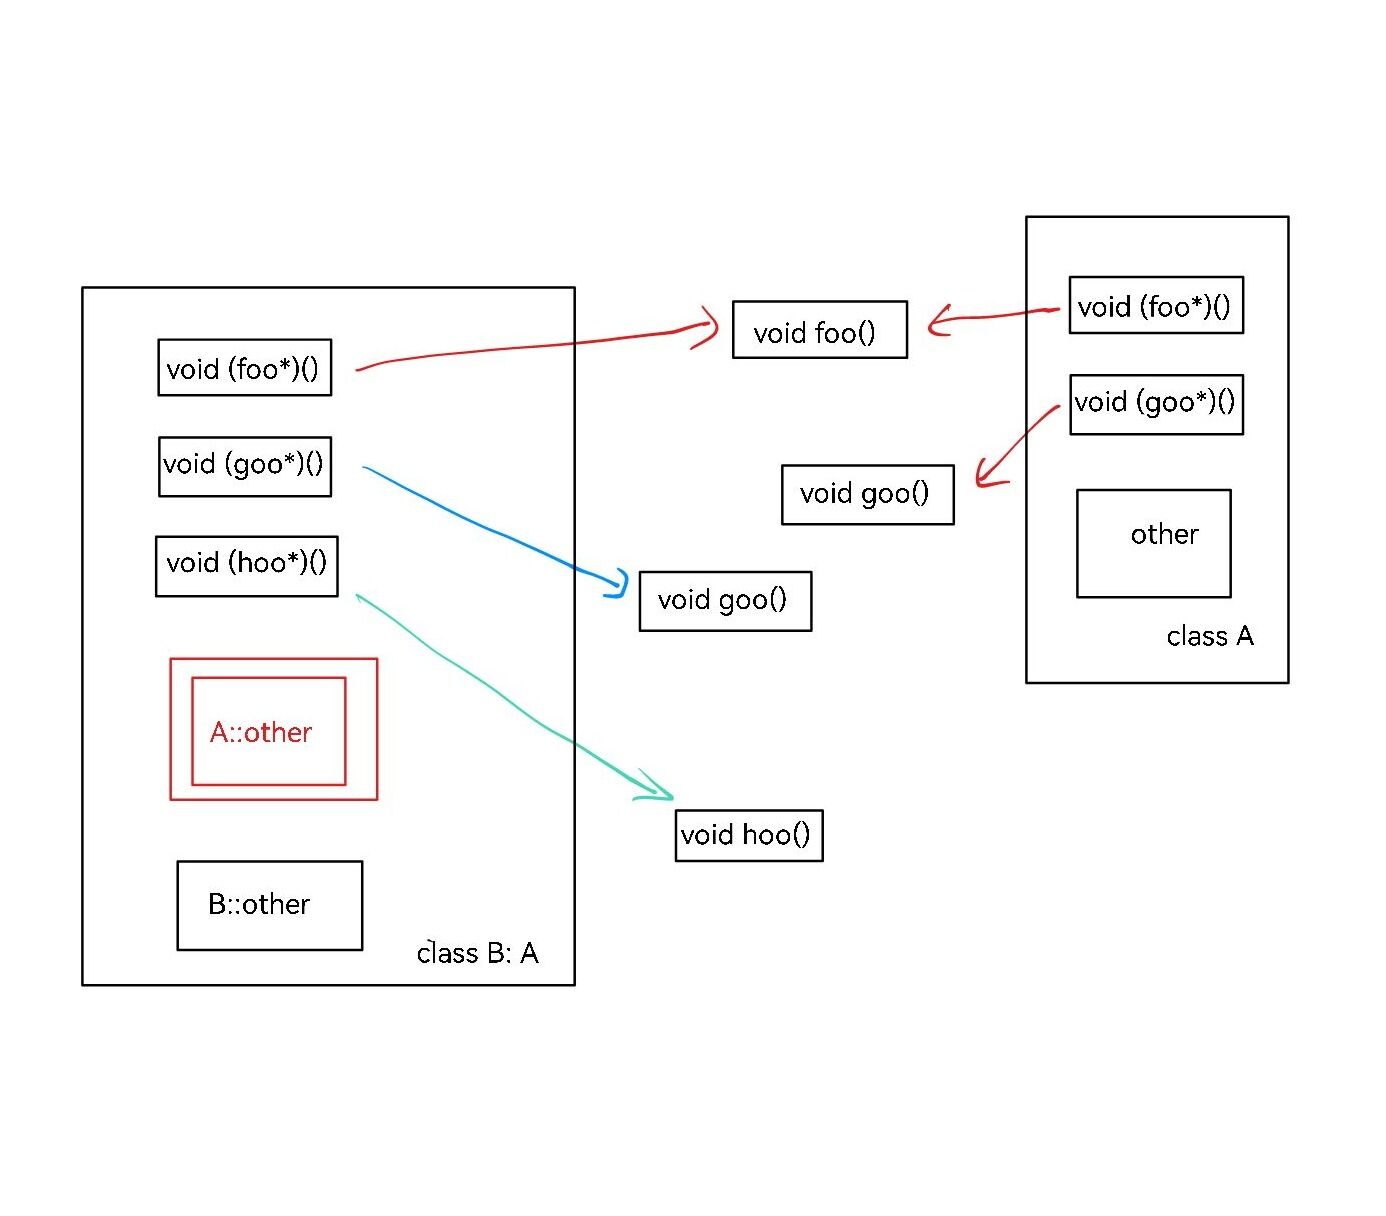 void (foo*)()
void (goo*)()
void (hoo*)()
A::other
B::other
class B: A
void foo()
void goo()
void goo()
void hoo()
void (foo*)()
void (goo*)()
other
class A